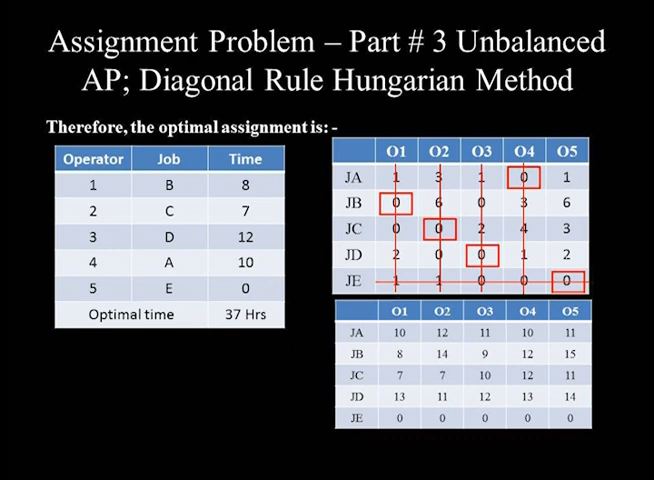 Assignment Problem – Part # 3 Unbalanced
AP; Diagonal Rule Hungarian Method
Therefore, the optimal assignment is: -
Operator Job Time
1 B 8
2 C 7
3 D 12
4 A 10
5 E 0
Optimal time 37 Hrs
O1 O2 O3 O4 O5
JA 1 3 1 0 1
JB 0 6 0 3 6
JC 0 0 2 4 3
JD 2 0 0 1 2
JE 1 1 0 0 0
O1 O2 O3 O4 O5
JA 10 12 11 10 11
JB 8 14 9 12 15
JC 7 7 10 12 11
JD 13 11 12 13 14
JE 0 0 0 0 0